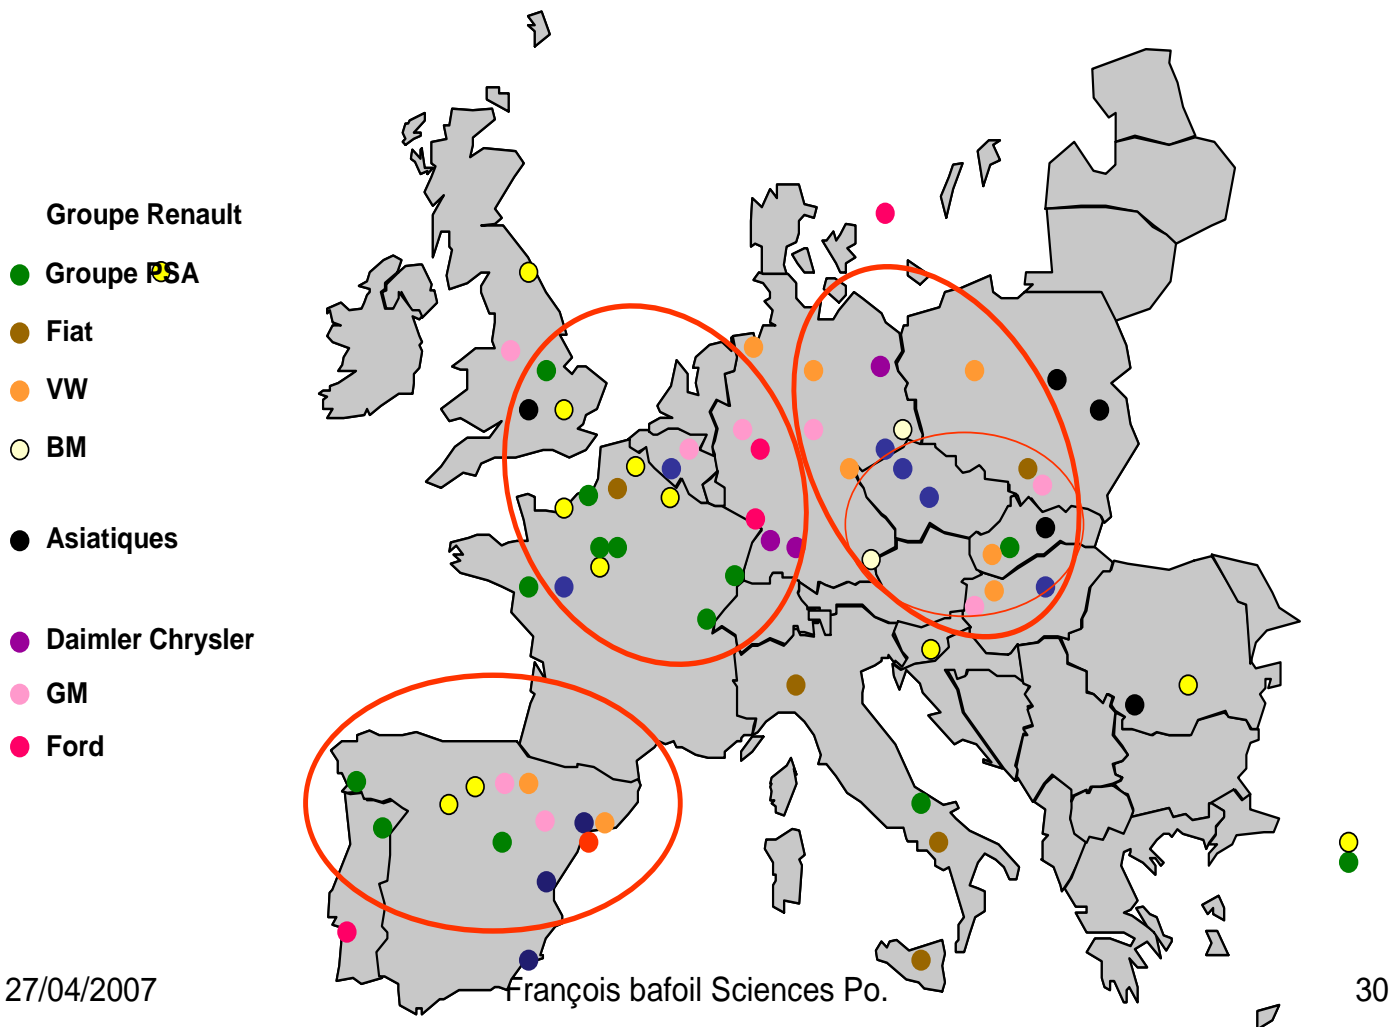 Groupe Renault
Groupe PSA
Fiat
VW
BM
Asiatiques
Daimler Chrysler
GM
Ford
27/04/2007
François bafoil Sciences Po.
30